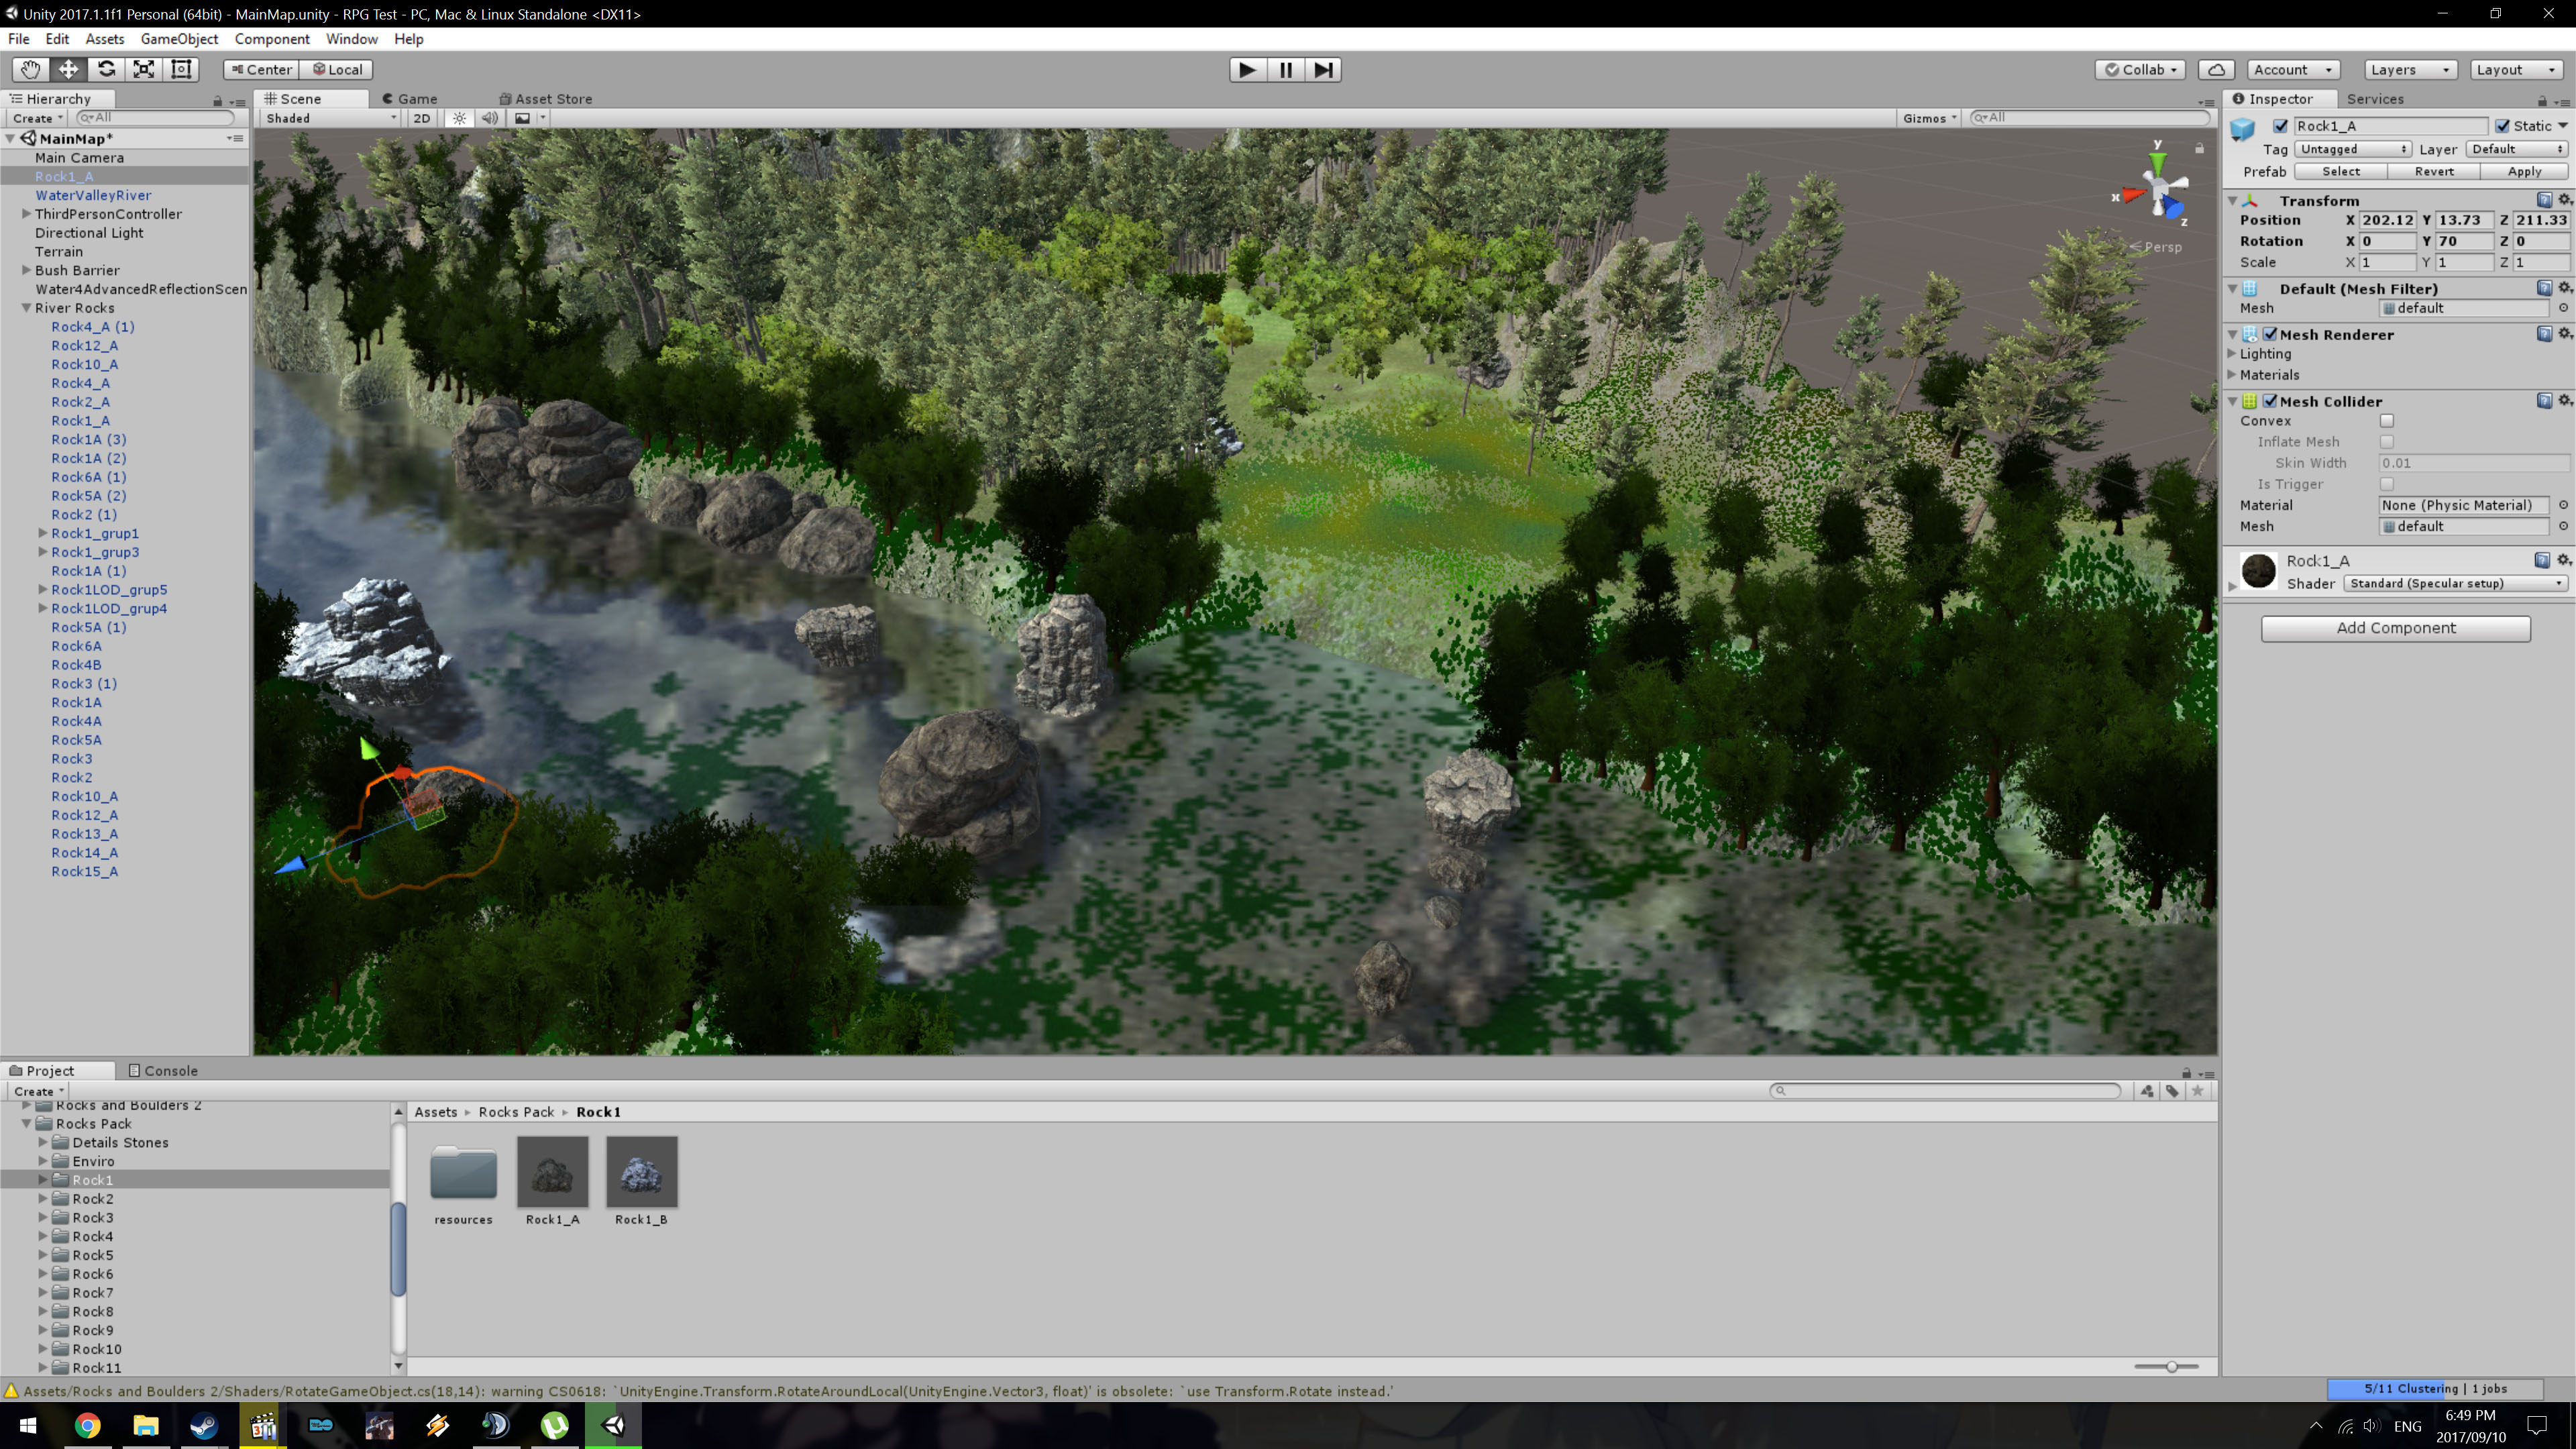 Unity 2017.1.1f1 Personal (64bit) - MainMap.unity - RPG Test - PC, Mac & Linux Standalone <DX11>
File Edit Assets GameObject Component Window Help
Center Local Collab Account Layers Layout
Hierarchy
Create All
MainMap*
Main Camera
Rock1_A
WaterValleyRiver
ThirdPersonController
Directional Light
Terrain
Bush Barrier
Water4AdvancedReflectionScen
River Rocks
Rock4_A (1)
Rock12_A
Rock10_A
Rock4_A
Rock2_A
Rock1_A
Rock1A (3)
Rock1A (2)
Rock6A (1)
Rock5A (2)
Rock2 (1)
Rock1_grup1
Rock1_grup3
Rock1A (1)
Rock1LOD_grup5
Rock1LOD_grup4
Rock5A (1)
Rock6A
Rock4B
Rock3 (1)
Rock1A
Rock4A
Rock5A
Rock3
Rock2
Rock10_A
Rock12_A
Rock13_A
Rock14_A
Rock15_A
Scene Game Asset Store
Shaded 2D Gizmos All
y
x
z
Persp
Inspector Services
Rock1_A Static
Tag Untagged Layer Default
Prefab Select Revert Apply
Transform
Position X 202.12 Y 13.73 Z 211.33
Rotation X 0 Y 70 Z 0
Scale X 1 Y 1 Z 1
Default (Mesh Filter)
Mesh default
Mesh Renderer
Lighting
Materials
Mesh Collider
Convex
Inflate Mesh
Skin Width 0.01
Is Trigger
Material None (Physic Material)
Mesh default
Rock1_A
Shader Standard (Specular setup)
Add Component
Project Console
Create
Rocks and Boulders 2
Rocks Pack
Details Stones
Enviro
Rock1
Rock2
Rock3
Rock4
Rock5
Rock6
Rock7
Rock8
Rock9
Rock10
Rock11
Assets Rocks Pack Rock1
resources Rock1_A Rock1_B
Assets/Rocks and Boulders 2/Shaders/RotateGameObject.cs(18,14): warning CS0618: `UnityEngine.Transform.RotateAroundLocal(UnityEngine.Vector3, float)' is obsolete: `use Transform.Rotate instead.'
5/11 Clustering | 1 jobs
ENG
6:49 PM
2017/09/10